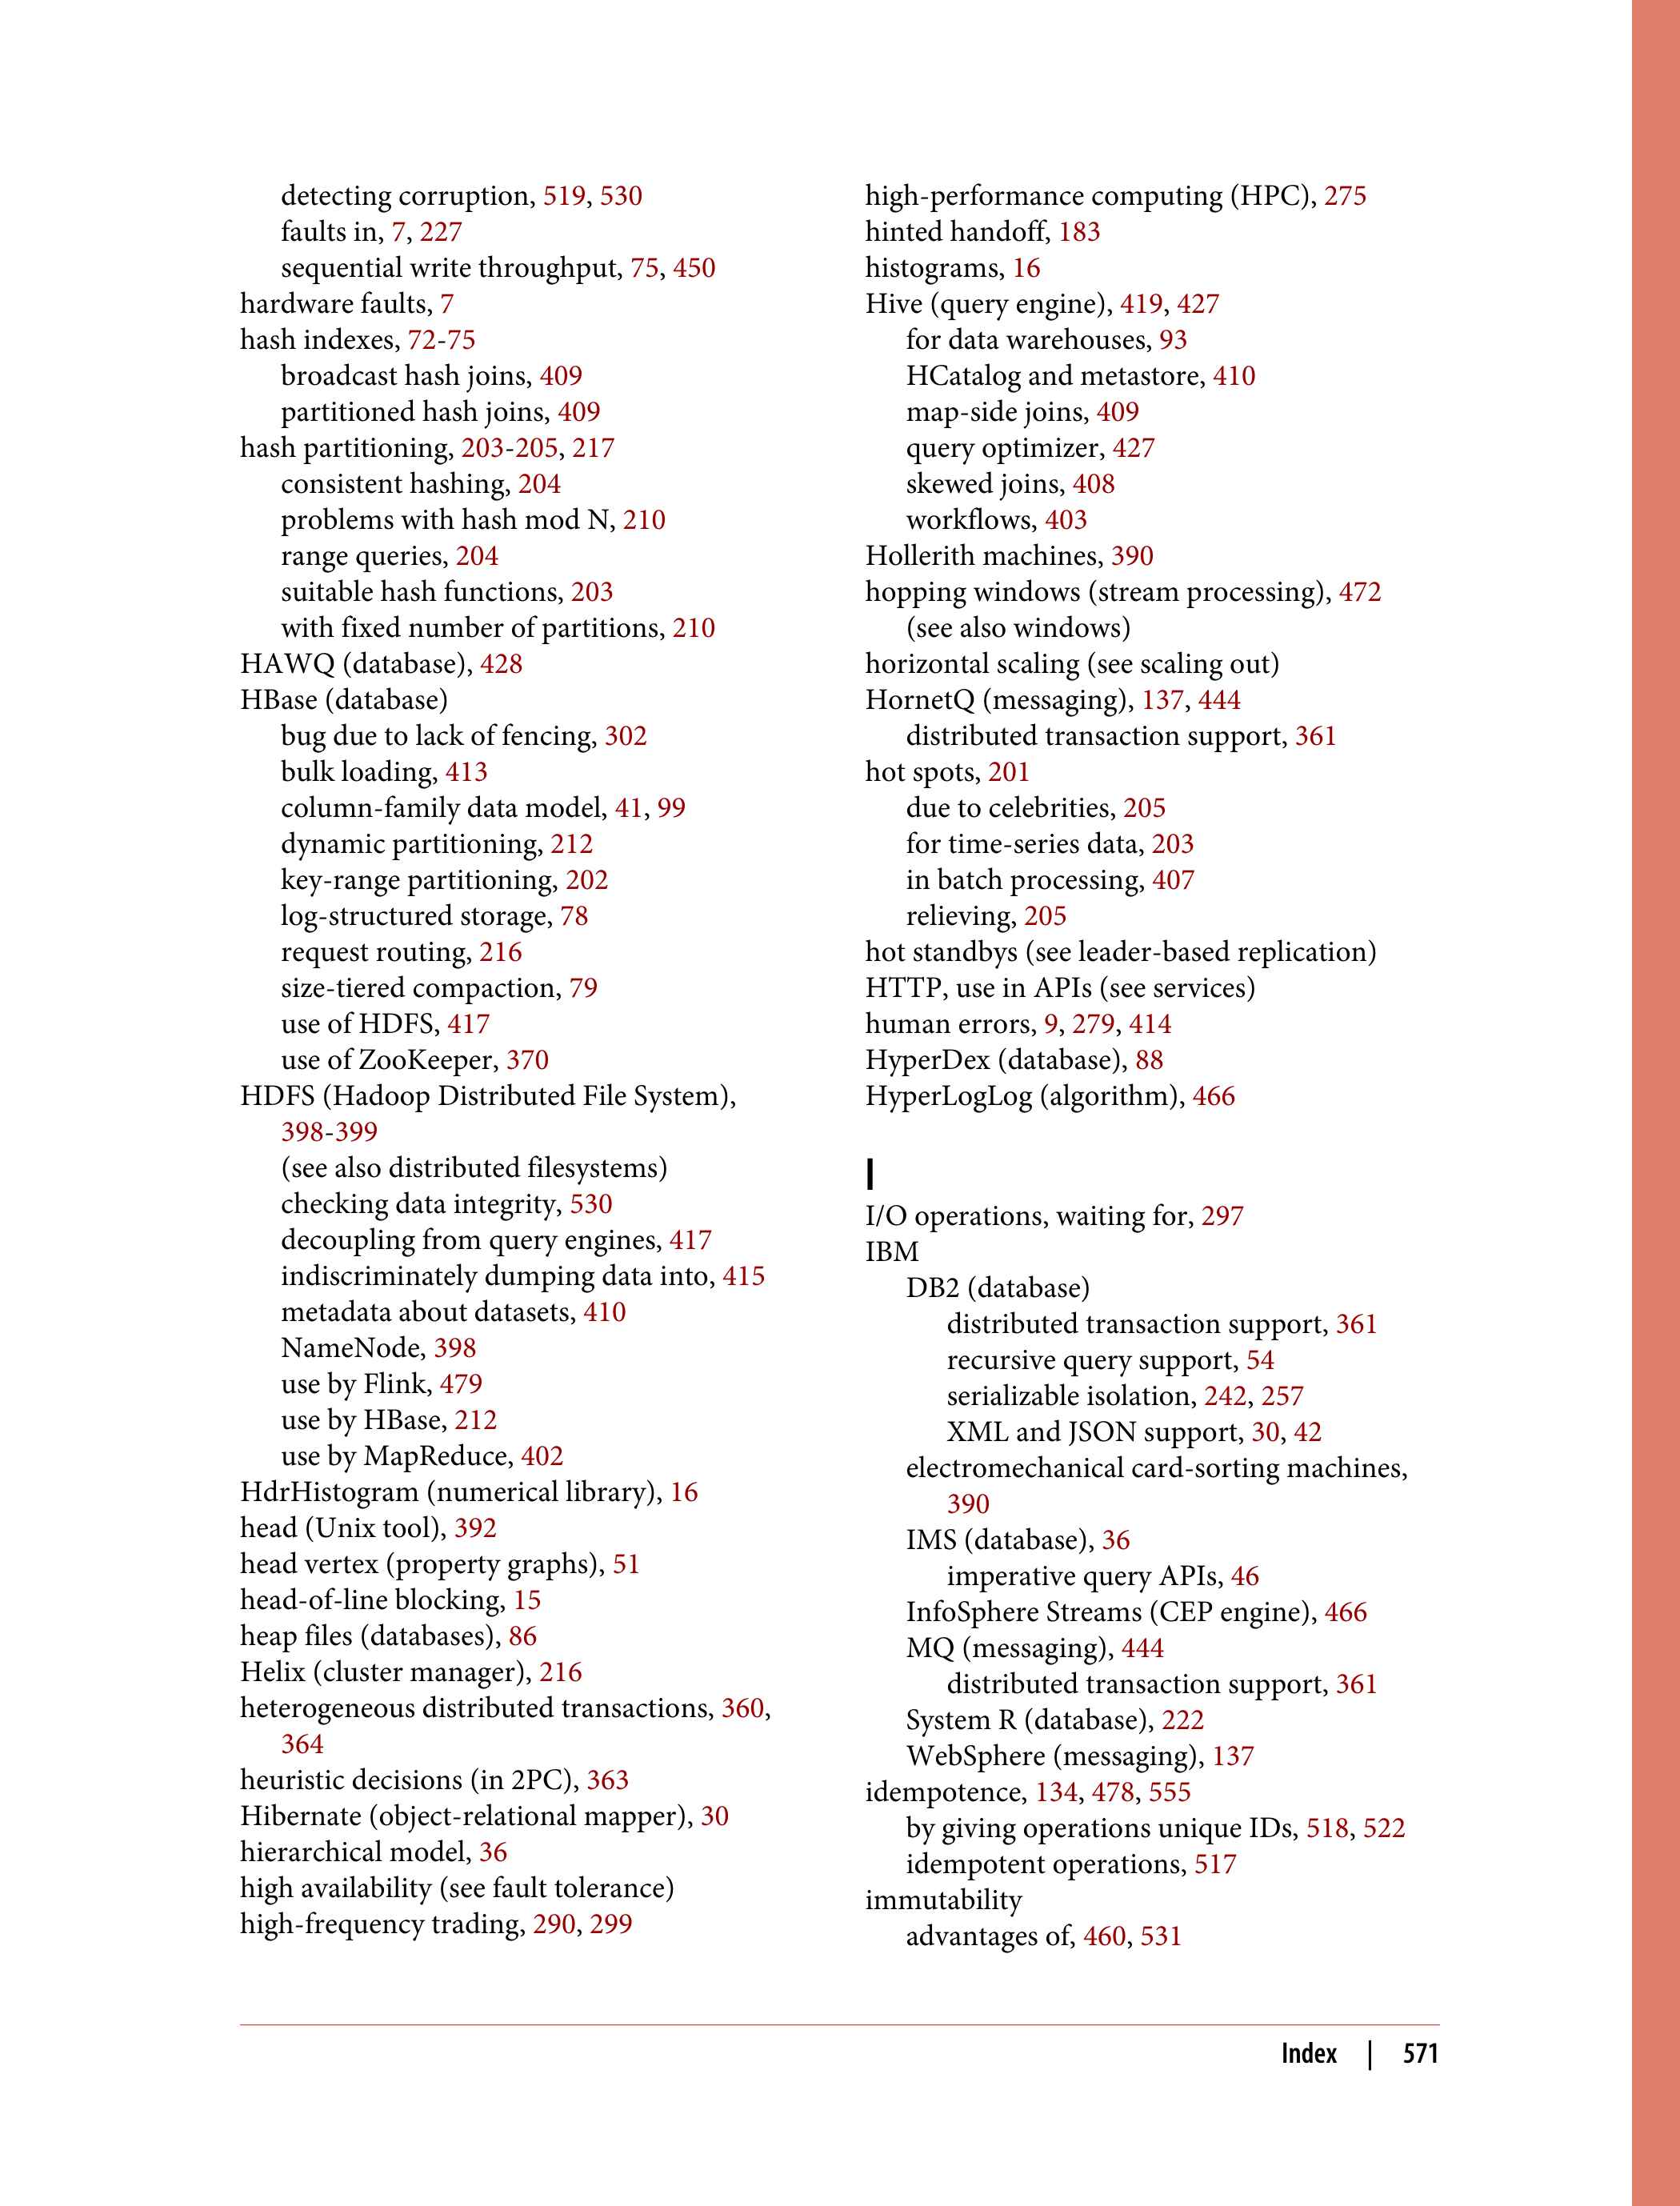 detecting corruption, 519, 530
faults in, 7, 227
sequential write throughput, 75, 450
hardware faults, 7
hash indexes, 72-75
broadcast hash joins, 409
partitioned hash joins, 409
hash partitioning, 203-205, 217
consistent hashing, 204
problems with hash mod N, 210
range queries, 204
suitable hash functions, 203
with fixed number of partitions, 210
HAWQ (database), 428
HBase (database)
bug due to lack of fencing, 302
bulk loading, 413
column-family data model, 41, 99
dynamic partitioning, 212
key-range partitioning, 202
log-structured storage, 78
request routing, 216
size-tiered compaction, 79
use of HDFS, 417
use of ZooKeeper, 370
HDFS (Hadoop Distributed File System),
398-399
(see also distributed filesystems)
checking data integrity, 530
decoupling from query engines, 417
indiscriminately dumping data into, 415
metadata about datasets, 410
NameNode, 398
use by Flink, 479
use by HBase, 212
use by MapReduce, 402
HdrHistogram (numerical library), 16
head (Unix tool), 392
head vertex (property graphs), 51
head-of-line blocking, 15
heap files (databases), 86
Helix (cluster manager), 216
heterogeneous distributed transactions, 360,
364
heuristic decisions (in 2PC), 363
Hibernate (object-relational mapper), 30
hierarchical model, 36
high availability (see fault tolerance)
high-frequency trading, 290, 299
high-performance computing (HPC), 275
hinted handoff, 183
histograms, 16
Hive (query engine), 419, 427
for data warehouses, 93
HCatalog and metastore, 410
map-side joins, 409
query optimizer, 427
skewed joins, 408
workflows, 403
Hollerith machines, 390
hopping windows (stream processing), 472
(see also windows)
horizontal scaling (see scaling out)
HornetQ (messaging), 137, 444
distributed transaction support, 361
hot spots, 201
due to celebrities, 205
for time-series data, 203
in batch processing, 407
relieving, 205
hot standbys (see leader-based replication)
HTTP, use in APIs (see services)
human errors, 9, 279, 414
HyperDex (database), 88
HyperLogLog (algorithm), 466
I
I/O operations, waiting for, 297
IBM
DB2 (database)
distributed transaction support, 361
recursive query support, 54
serializable isolation, 242, 257
XML and JSON support, 30, 42
electromechanical card-sorting machines,
390
IMS (database), 36
imperative query APIs, 46
InfoSphere Streams (CEP engine), 466
MQ (messaging), 444
distributed transaction support, 361
System R (database), 222
WebSphere (messaging), 137
idempotence, 134, 478, 555
by giving operations unique IDs, 518, 522
idempotent operations, 517
immutability
advantages of, 460, 531
Index | 571